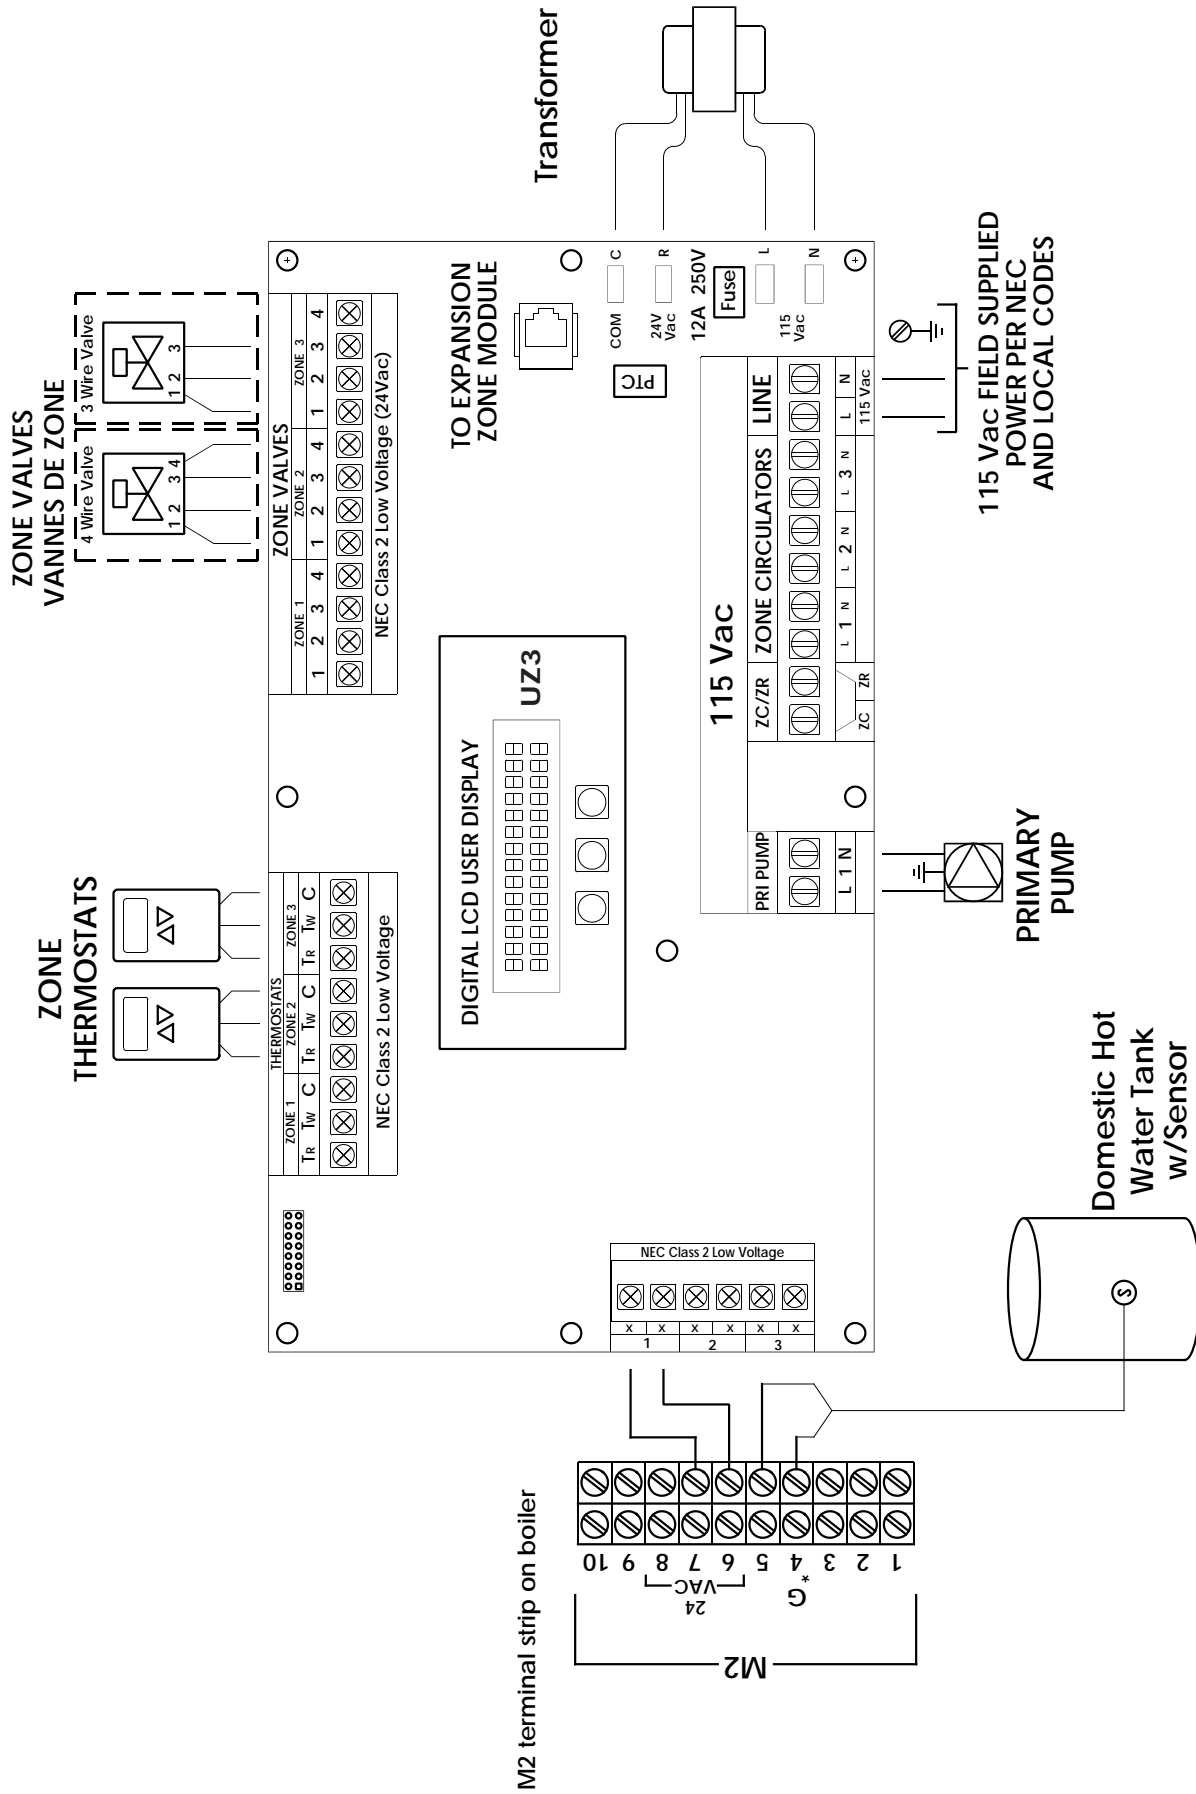 ZONE VALVES
VANNES DE ZONE
4 Wire Valve
3 Wire Valve
1 2 3 4
1 2 3
ZONE
THERMOSTATS
Transformer
THERMOSTATS
ZONE 1 ZONE 2 ZONE 3
TR TW C TR TW C TR TW C
NEC Class 2 Low Voltage
ZONE VALVES
ZONE 1 ZONE 2 ZONE 3
1 2 3 4 1 2 3 4 1 2 3 4
NEC Class 2 Low Voltage (24Vac)
TO EXPANSION
ZONE MODULE
DIGITAL LCD USER DISPLAY
UZ3
PTC
COM C
24V
Vac R
12A 250V
Fuse
115
Vac
L
N
115 Vac
PRI PUMP
L 1 N
ZC/ZR
ZC ZR
ZONE CIRCULATORS
L 1 N L 2 N L 3 N
LINE
L N
115 Vac
NEC Class 2 Low Voltage
x x x x x x
1 2 3
M2 terminal strip on boiler
10 9 8 7 6 5 4 3 2 1
24
VAC
G*
M2
Domestic Hot
Water Tank
w/Sensor
S
PRIMARY
PUMP
115 Vac FIELD SUPPLIED
POWER PER NEC
AND LOCAL CODES